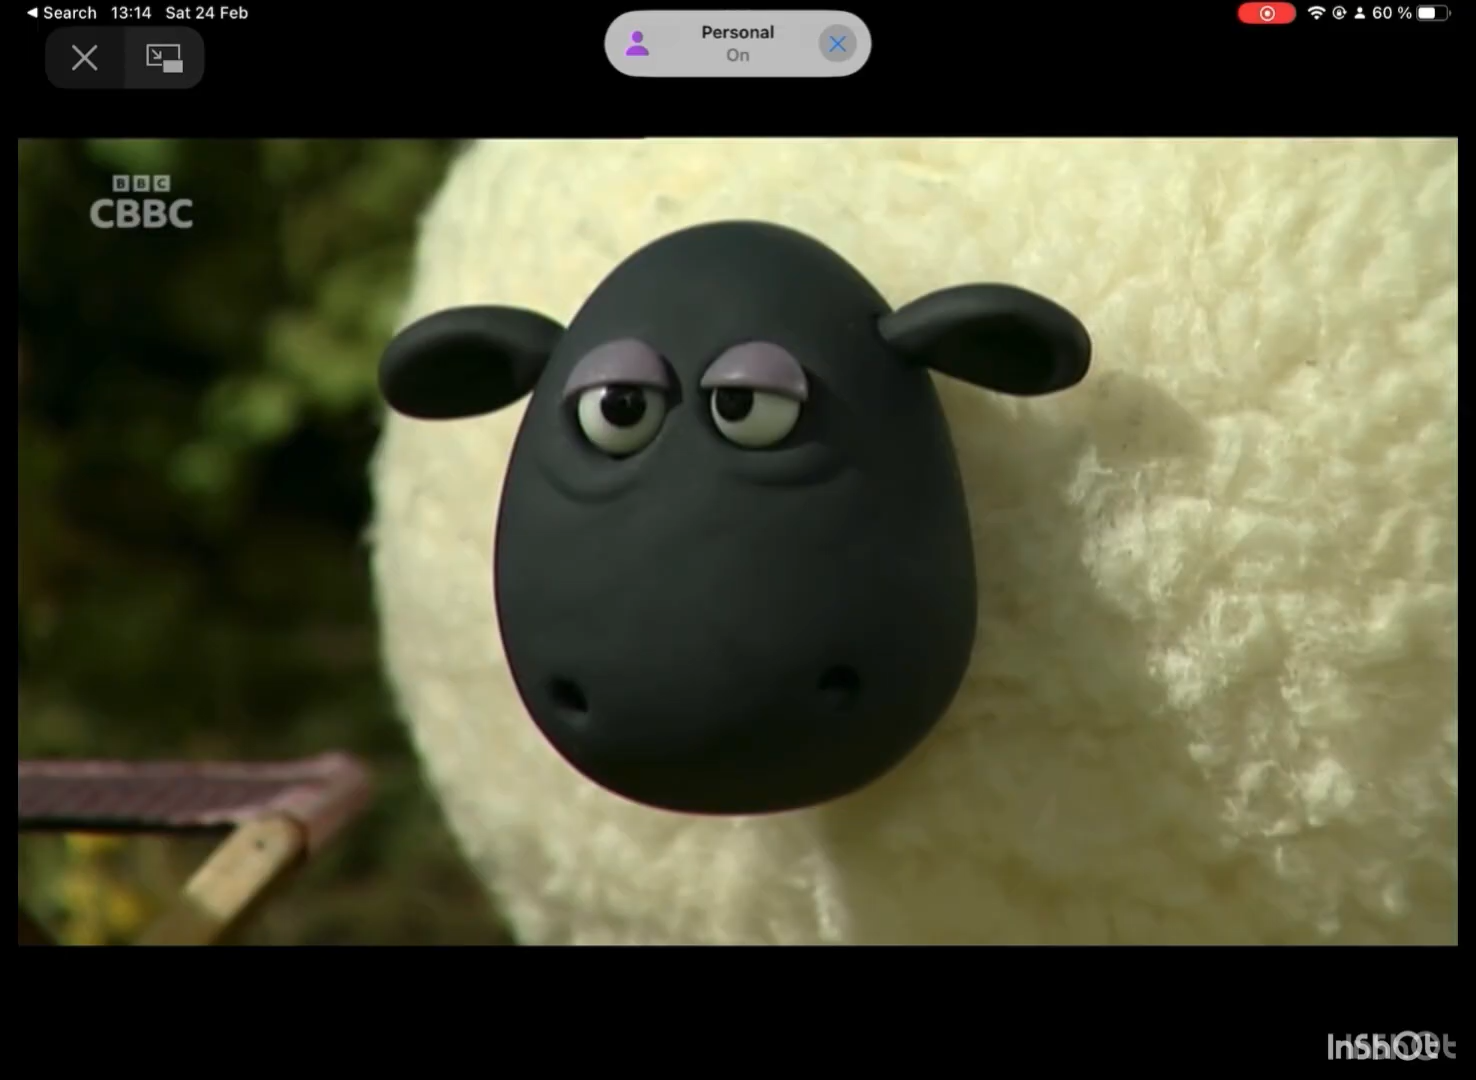 Search 13:14 Sat 24 Feb
60 %
Personal
On
BBC
CBBC
InShOt